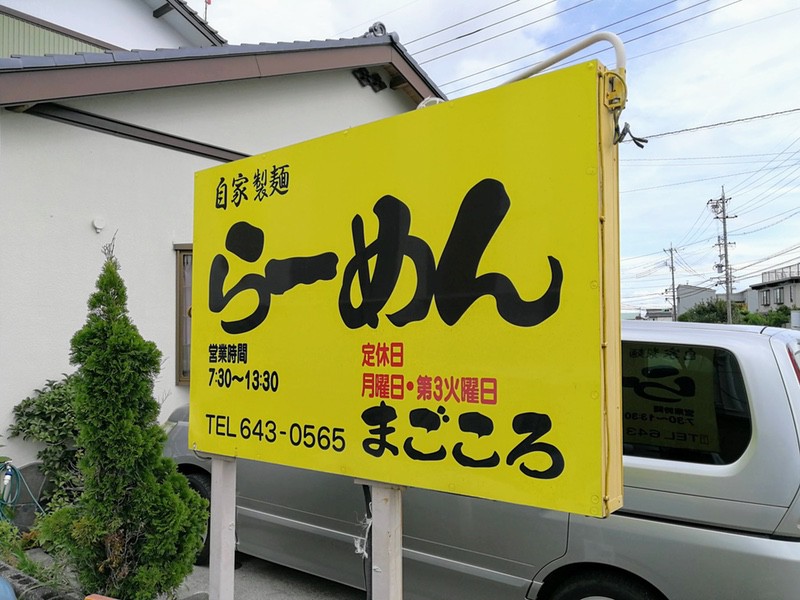 自家製麺
らーめん
営業時間
7:30〜13:30
定休日
月曜日・第3火曜日
TEL 643-0565
まごころ